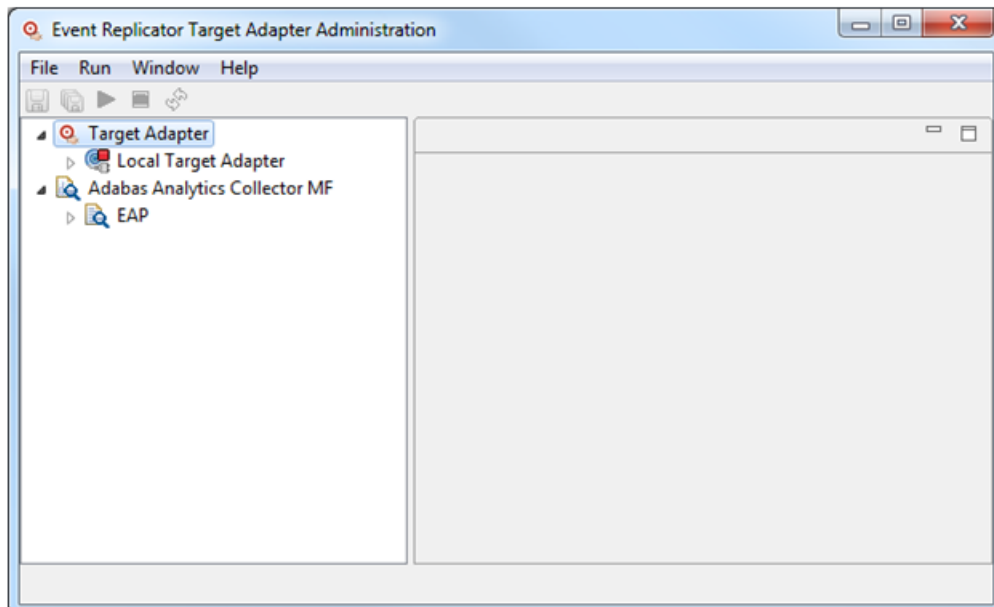 Event Replicator Target Adapter Administration
File Run Window Help
Target Adapter
Local Target Adapter
Adabas Analytics Collector MF
EAP